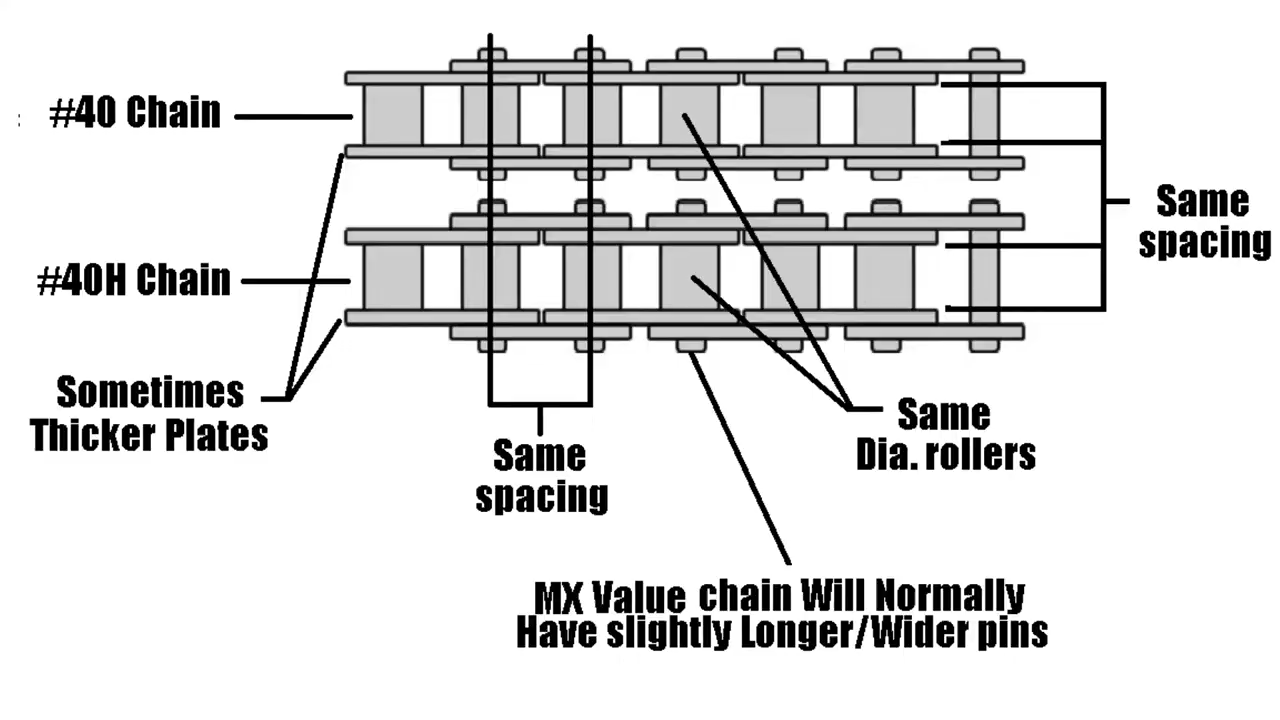 #40 Chain
Same
spacing
#40H Chain
Sometimes
Thicker Plates
Same
Dia. rollers
Same
spacing
MX Value chain Will Normally
Have slightly Longer/Wider pins